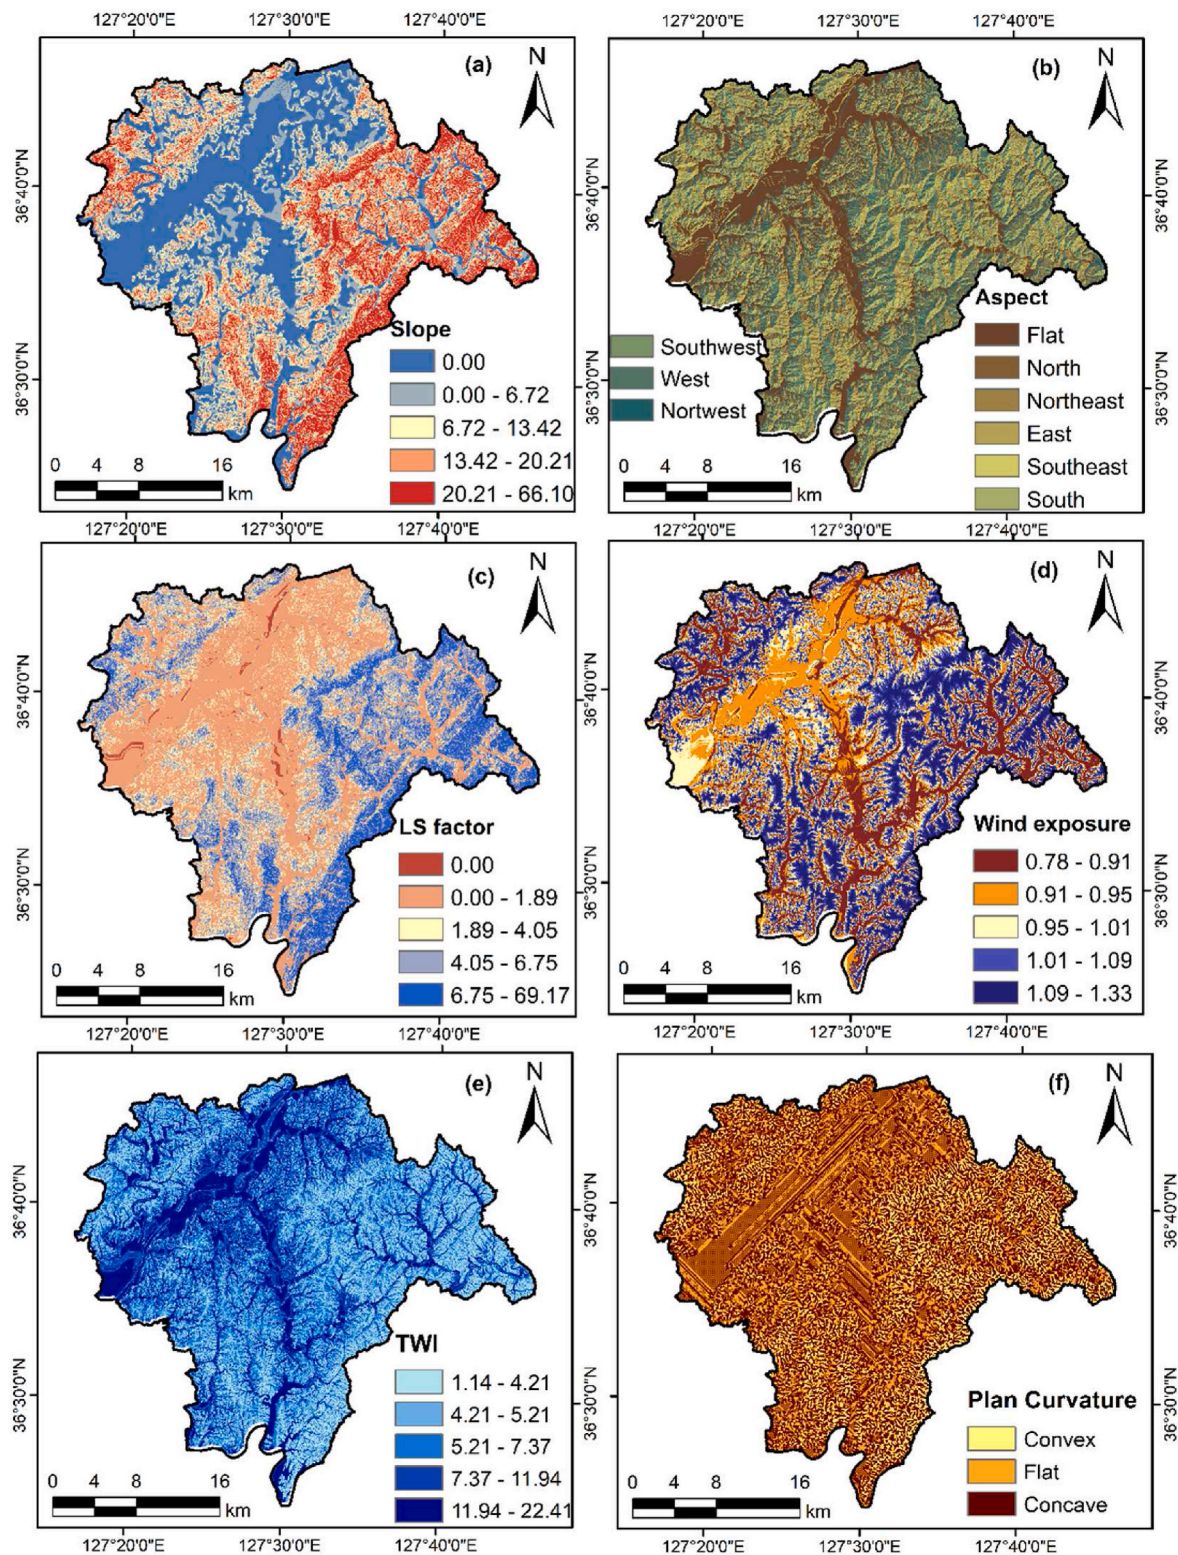 127°20'0"E 127°30'0"E 127°40'0"E
127°20'0"E 127°30'0"E 127°40'0"E
(a)
N
36°40'0"N
36°30'0"N
Slope
0.00
0.00 - 6.72
6.72 - 13.42
13.42 - 20.21
20.21 - 66.10
0 4 8 16
km
(b)
N
36°40'0"N
36°30'0"N
Aspect
Flat
North
Northeast
East
Southeast
South
Southwest
West
Nortwest
0 4 8 16
km
127°20'0"E 127°30'0"E 127°40'0"E
127°20'0"E 127°30'0"E 127°40'0"E
(c)
N
36°40'0"N
36°30'0"N
LS factor
0.00
0.00 - 1.89
1.89 - 4.05
4.05 - 6.75
6.75 - 69.17
0 4 8 16
km
(d)
N
36°40'0"N
36°30'0"N
Wind exposure
0.78 - 0.91
0.91 - 0.95
0.95 - 1.01
1.01 - 1.09
1.09 - 1.33
0 4 8 16
km
127°20'0"E 127°30'0"E 127°40'0"E
127°20'0"E 127°30'0"E 127°40'0"E
(e)
N
36°40'0"N
36°30'0"N
TWI
1.14 - 4.21
4.21 - 5.21
5.21 - 7.37
7.37 - 11.94
11.94 - 22.41
0 4 8 16
km
(f)
N
36°40'0"N
36°30'0"N
Plan Curvature
Convex
Flat
Concave
0 4 8 16
km
127°20'0"E 127°30'0"E 127°40'0"E
127°20'0"E 127°30'0"E 127°40'0"E